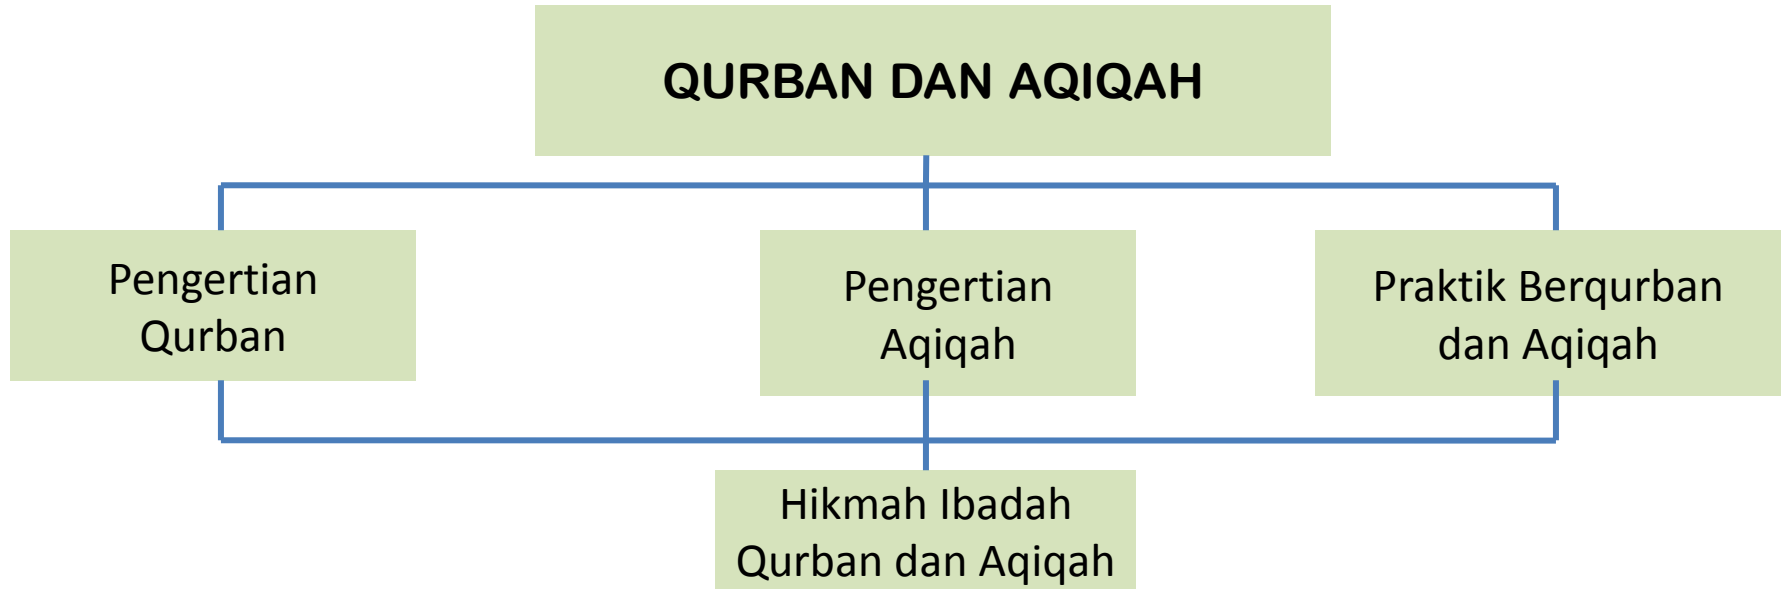 QURBAN DAN AQIQAH
Pengertian
Qurban
Pengertian
Aqiqah
Praktik Berqurban
dan Aqiqah
Hikmah Ibadah
Qurban dan Aqiqah